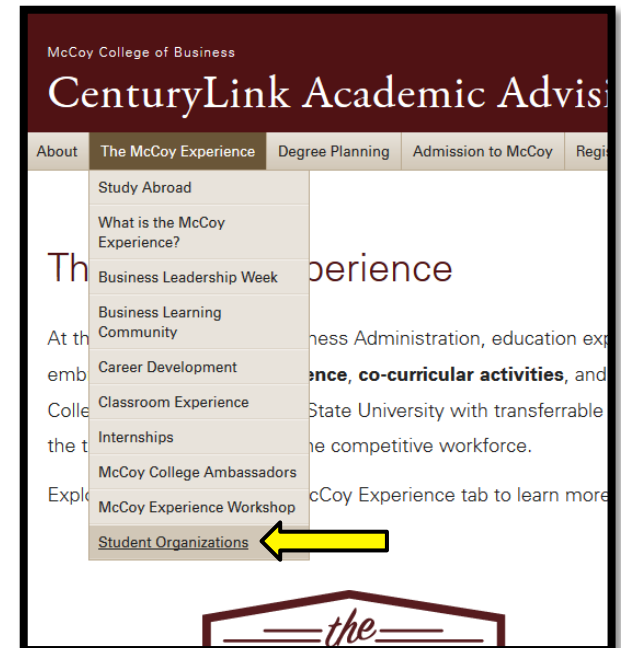 McCoy College of Business
CenturyLink Academic Advisi
About The McCoy Experience Degree Planning Admission to McCoy Regis
Study Abroad
What is the McCoy
Experience?
Business Leadership Week
Business Learning
Community
Career Development
Classroom Experience
Internships
McCoy College Ambassadors
McCoy Experience Workshop
Student Organizations
Th perience
At th ness Administration, education exp
emb ence, co-curricular activities, and
Colle State University with transferrable
the t ne competitive workforce.
Explo cCoy Experience tab to learn more
the